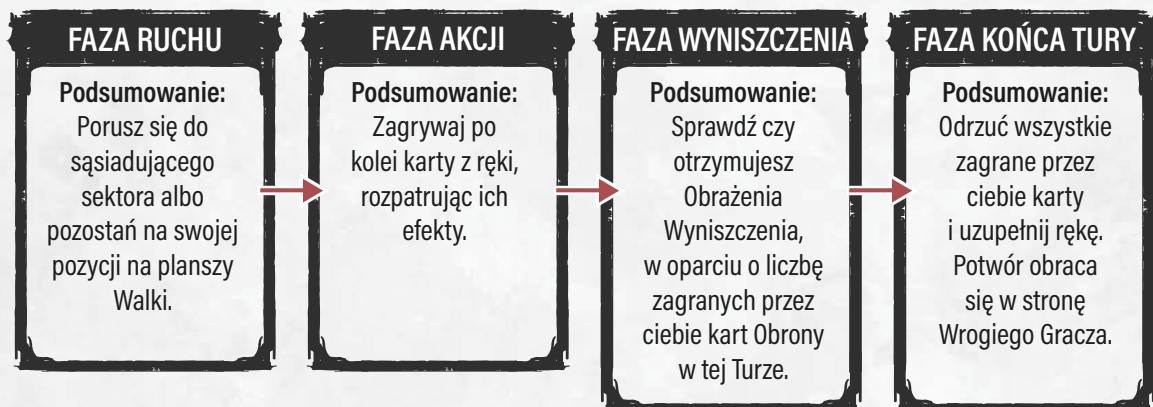 FAZA RUCHU
Podsumowanie:
Porusz się do
sąsiadującego
sektora albo
pozostań na swojej
pozycji na planszy
Walki.
FAZA AKCJI
Podsumowanie:
Zagrywaj po
kolei karty z ręki,
rozpatrując ich
efekty.
FAZA WYNISZCZENIA
Podsumowanie:
Sprawdź czy
otrzymujesz
Obrażenia
Wyniszczenia,
w oparciu o liczbę
zagranych przez
ciebie kart Obrony
w tej Turze.
FAZA KOŃCA TURY
Podsumowanie:
Odrzuć wszystkie
zagrane przez
ciebie karty
i uzupełnij rękę.
Potwór obraca
się w stronę
Wrogiego Gracza.